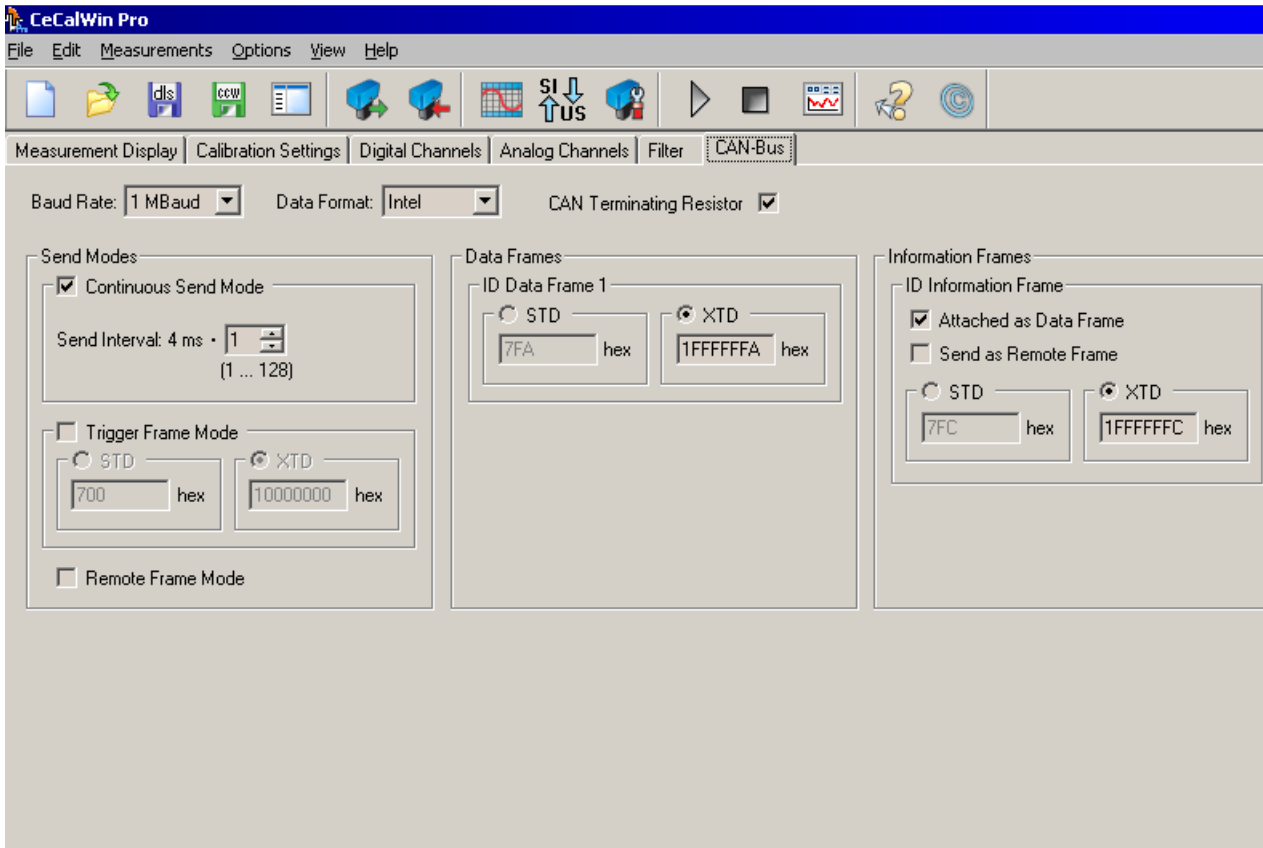 CeCalWin Pro
File Edit Measurements Options View Help
dls ccw SI US
Measurement Display Calibration Settings Digital Channels Analog Channels Filter CAN-Bus
Baud Rate: 1 MBaud Data Format: Intel CAN Terminating Resistor
Send Modes
Continuous Send Mode
Send Interval: 4 ms • 1
(1 ... 128)
Trigger Frame Mode
STD XTD
700 hex 10000000 hex
Remote Frame Mode
Data Frames
ID Data Frame 1
STD XTD
7FA hex 1FFFFFFA hex
Information Frames
ID Information Frame
Attached as Data Frame
Send as Remote Frame
STD XTD
7FC hex 1FFFFFFC hex